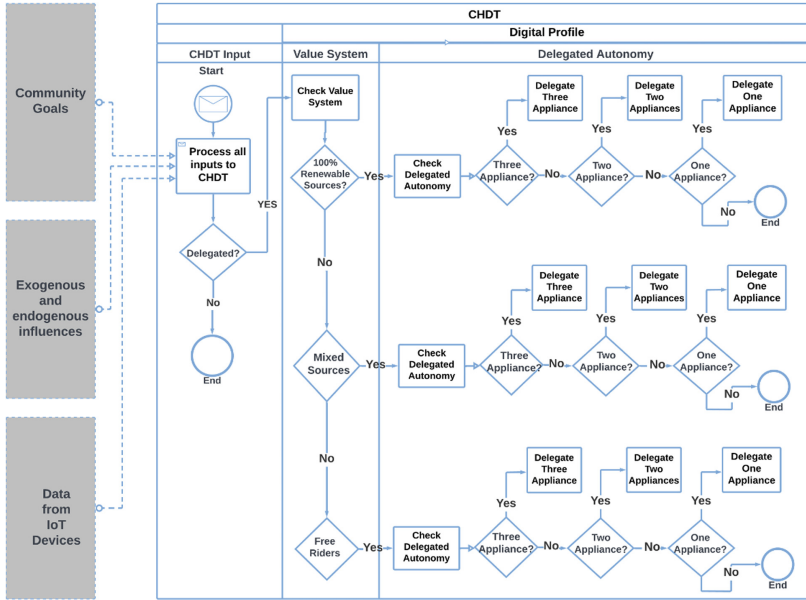 CHDT
Digital Profile
CHDT Input
Value System
Delegated Autonomy
Community
Goals
Exogenous
and
endogenous
influences
Data
from
IoT
Devices
Start
Process all
inputs to
CHDT
Delegated?
YES
No
End
Check Value
System
100%
Renewable
Sources?
Yes
No
Mixed
Sources
Yes
No
Free
Riders
Yes
Check
Delegated
Autonomy
Three
Appliance?
Yes
Delegate
Three
Appliance
No
Two
Appliance?
Yes
Delegate
Two
Appliances
No
One
Appliance?
Yes
Delegate
One
Appliance
No
End
Check
Delegated
Autonomy
Three
Appliance?
Yes
Delegate
Three
Appliance
No
Two
Appliance?
Yes
Delegate
Two
Appliances
No
One
Appliance?
Yes
Delegate
One
Appliance
No
End
Check
Delegated
Autonomy
Three
Appliance?
Yes
Delegate
Three
Appliance
No
Two
Appliance?
Yes
Delegate
Two
Appliances
No
One
Appliance?
Yes
Delegate
One
Appliance
No
End